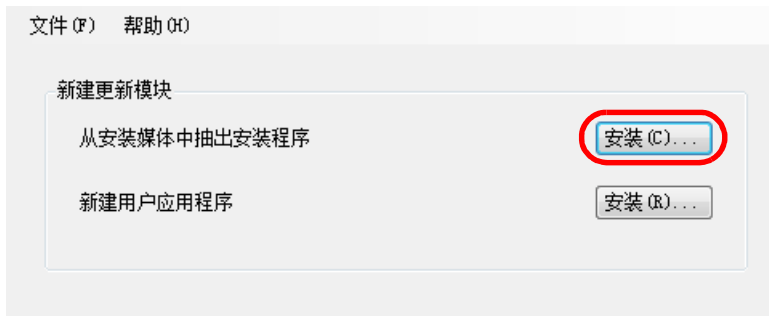 文件(F) 帮助(H)
新建更新模块
从安装媒体中抽出安装程序 安装(C)...
新建用户应用程序 安装(R)...